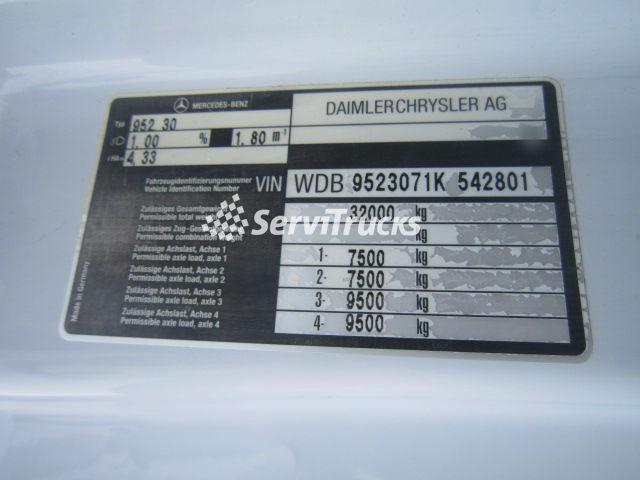 MERCEDES-BENZ
DAIMLERCHRYSLER AG
Typ 952 30
1.00 % 1.80 m
4,33
Fahrzeugidentifizierungsnummer
Vehicle Identification Number
VIN WDB 9523071K 542801
Zulässiges Gesamtgewicht
Permissible total weight
32000 kg
ServiTrucks
Zulässiges Zug-
Permissible combination weight
kg
Zulässige Achslast, Achse 1
Permissible axle load, axle 1
1- 7500 kg
Zulässige Achslast, Achse 2
Permissible axle load, axle 2
2- 7500 kg
Zulässige Achslast, Achse 3
Permissible axle load, axle 3
3- 9500 kg
Zulässige Achslast, Achse 4
Permissible axle load, axle 4
4- 9500 kg
Made in Germany